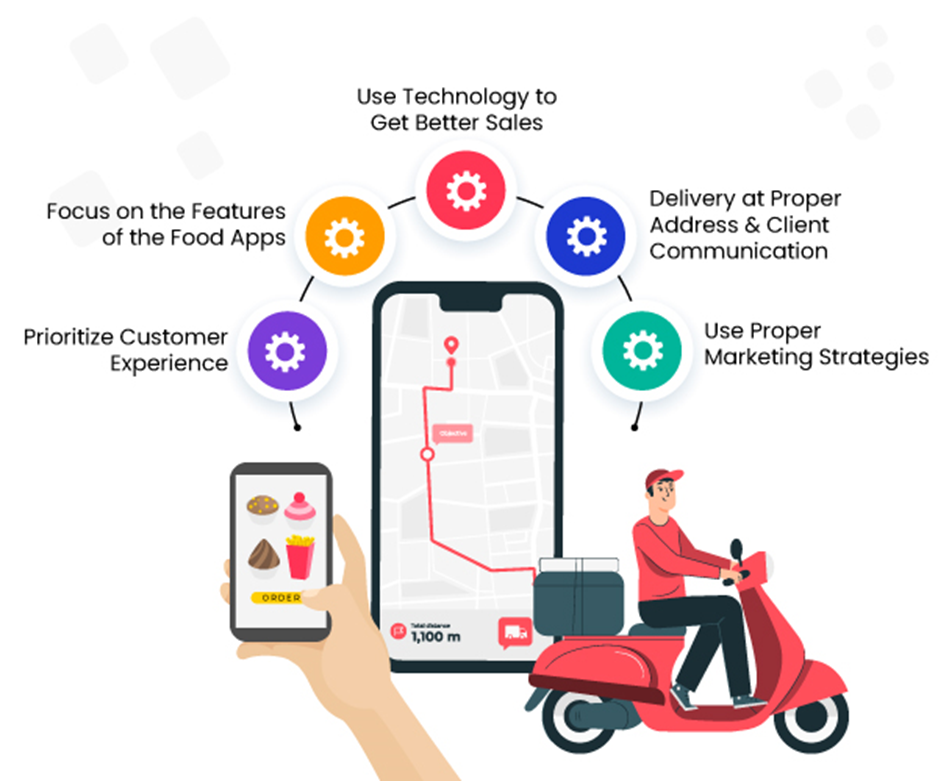 Use Technology to
Get Better Sales
Focus on the Features
of the Food Apps
Delivery at Proper
Address & Client
Communication
Prioritize Customer
Experience
Use Proper
Marketing Strategies
ORDER
Total distance
1,100 m